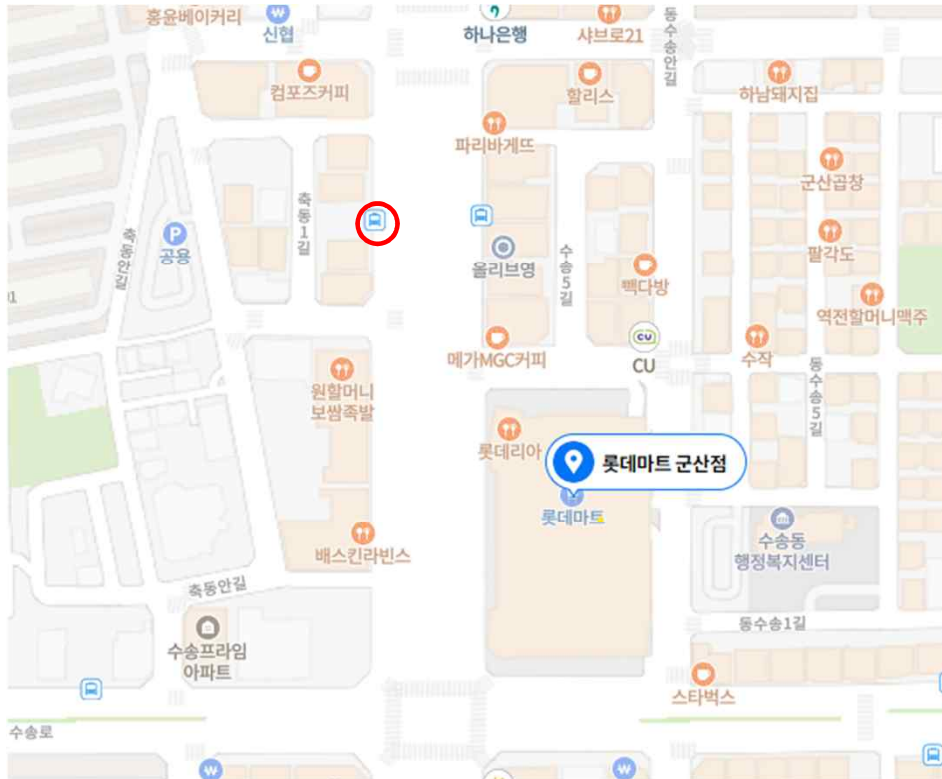 홍윤베이커리
신협
하나은행
샤브로21
동수송안길
컴포즈커피
할리스
하남돼지집
파리바게뜨
군산곱창
축동1길
축동안길
P
공용
올리브영
수송5길
빽다방
팔각도
역전할머니맥주
01
메가MGC커피
CU
CU
수작
동수송5길
원할머니
보쌈족발
롯데리아
롯데마트 군산점
롯데마트
수송동
행정복지센터
배스킨라빈스
축동안길
동수송1길
수송프라임
아파트
스타벅스
수송로